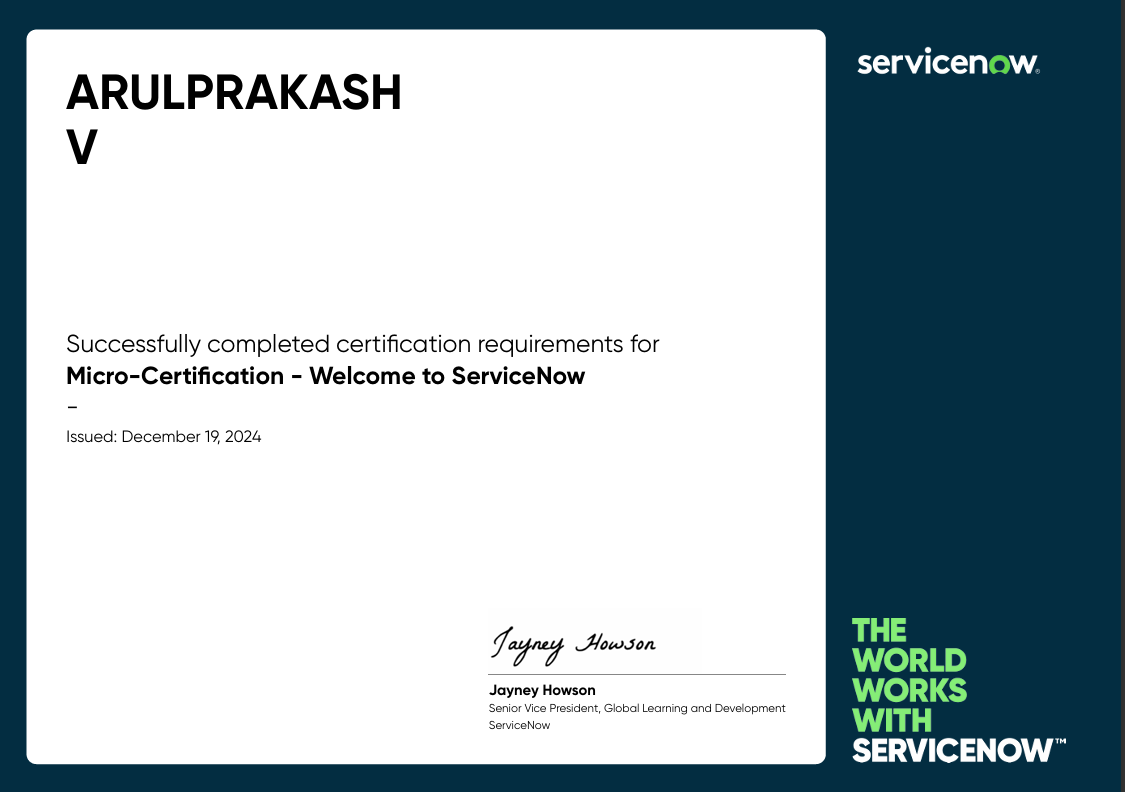 ARULPRAKASH
V
servicenow®
Successfully completed certification requirements for
Micro-Certification - Welcome to ServiceNow
–
Issued: December 19, 2024
Jayney Howson
Jayney Howson
Senior Vice President, Global Learning and Development
ServiceNow
THE
WORLD
WORKS
WITH
SERVICENOW™